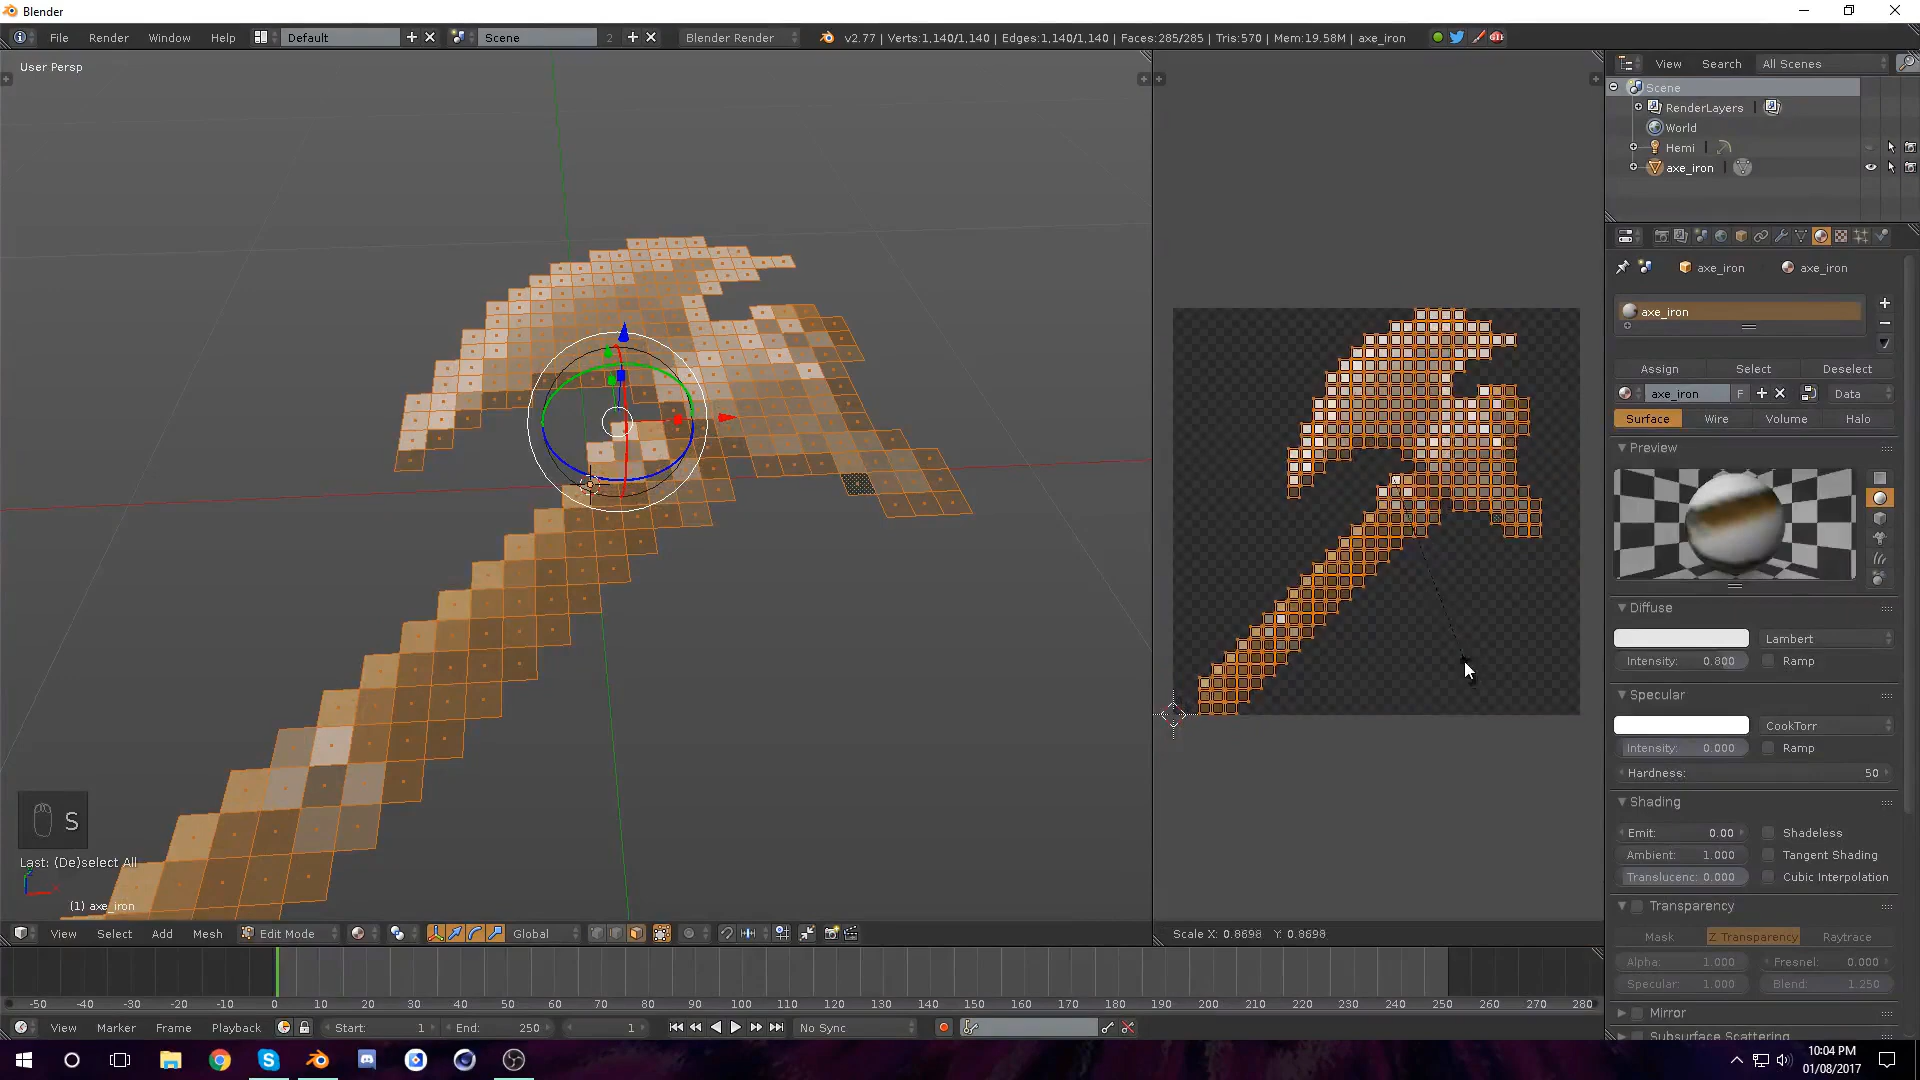 Blender
File Render Window Help Default Scene 2 Blender Render v2.77 | Verts:1,140/1,140 | Edges:1,140/1,140 | Faces:285/285 | Tris:570 | Mem:19.58M | axe_iron
User Persp
View Search All Scenes
Scene
RenderLayers
World
Hemi
axe_iron
axe_iron axe_iron
axe_iron
Assign Select Deselect
axe_iron F Data
Surface Wire Volume Halo
Preview
Diffuse
Lambert
Intensity: 0.800 Ramp
Specular
CookTorr
Intensity: 0.000 Ramp
Hardness: 50
Shading
Emit: 0.00 Shadeless
Ambient: 1.000 Tangent Shading
Translucenc: 0.000 Cubic Interpolation
Transparency
Mask Z Transparency Raytrace
Alpha: 1.000 Fresnel: 0.000
Specular: 1.000 Blend: 1.250
Mirror
Subsurface Scattering
S
Last: (De)select All
(1) axe_iron
View Select Add Mesh Edit Mode Global
Scale X: 0.8698 Y: 0.8698
-50 -40 -30 -20 -10 0 10 20 30 40 50 60 70 80 90 100 110 120 130 140 150 160 170 180 190 200 210 220 230 240 250 260 270 280
View Marker Frame Playback Start: 1 End: 250 1 No Sync
10:04 PM
01/08/2017